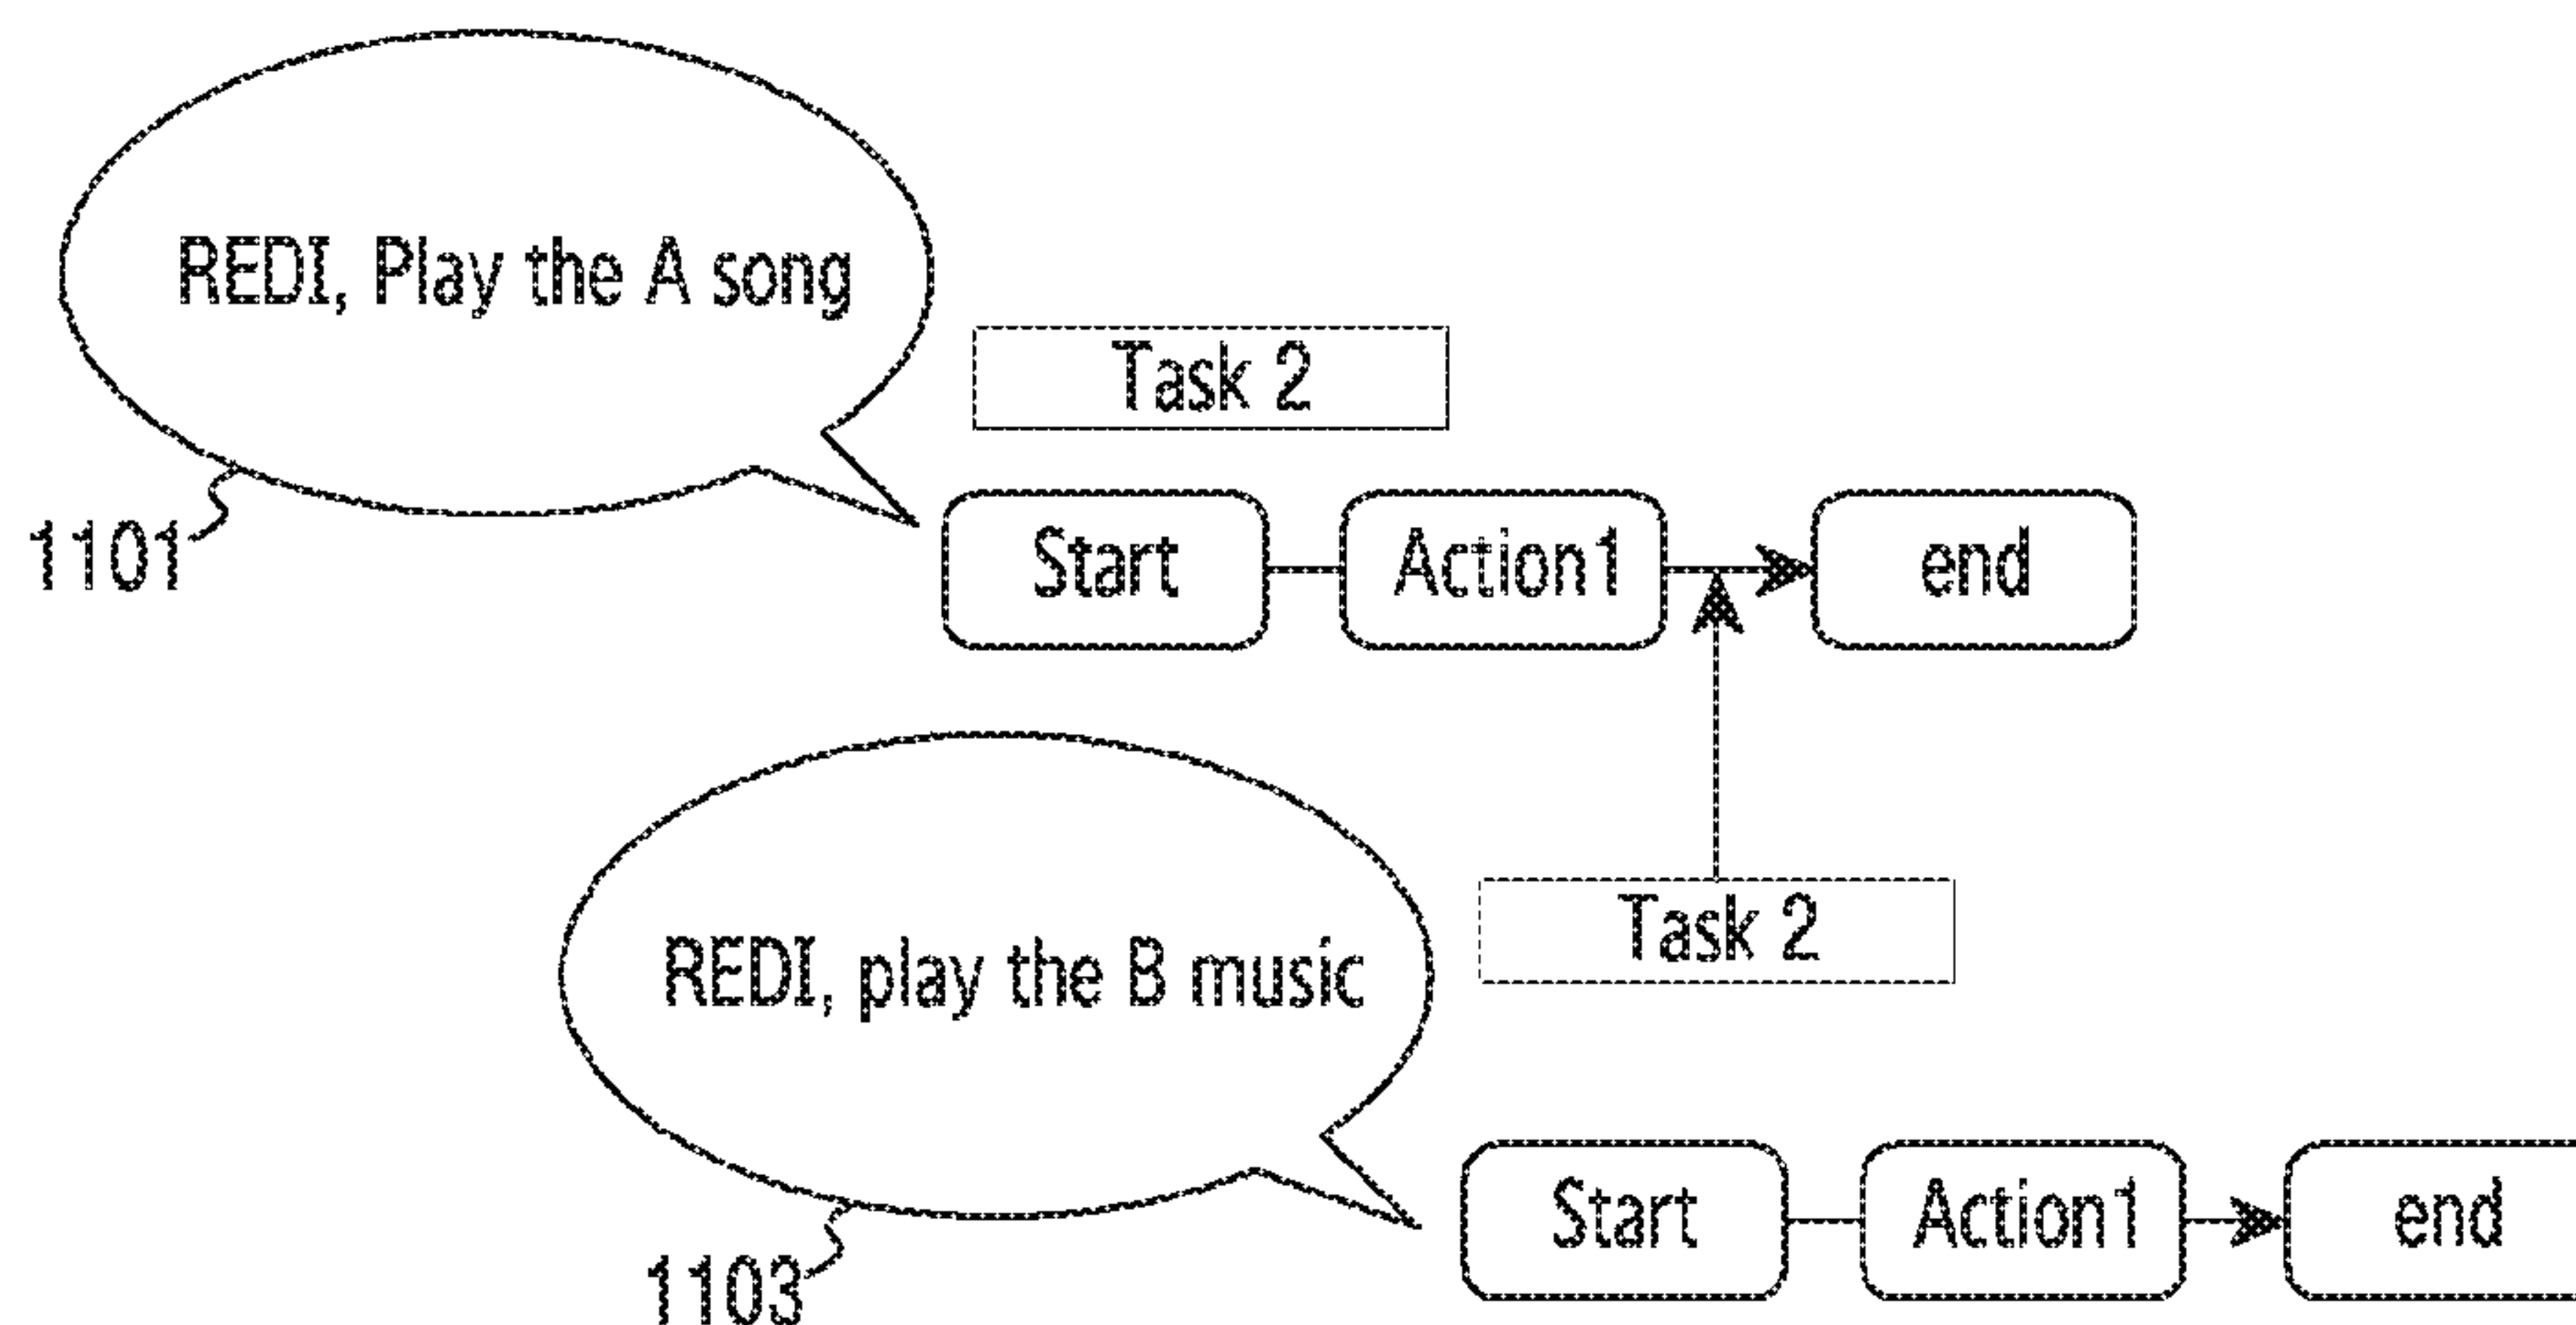 REDI, Play the A song
Task 2
1101
Start
Action1
end
REDI, play the B music
Task 2
1103
Start
Action1
end